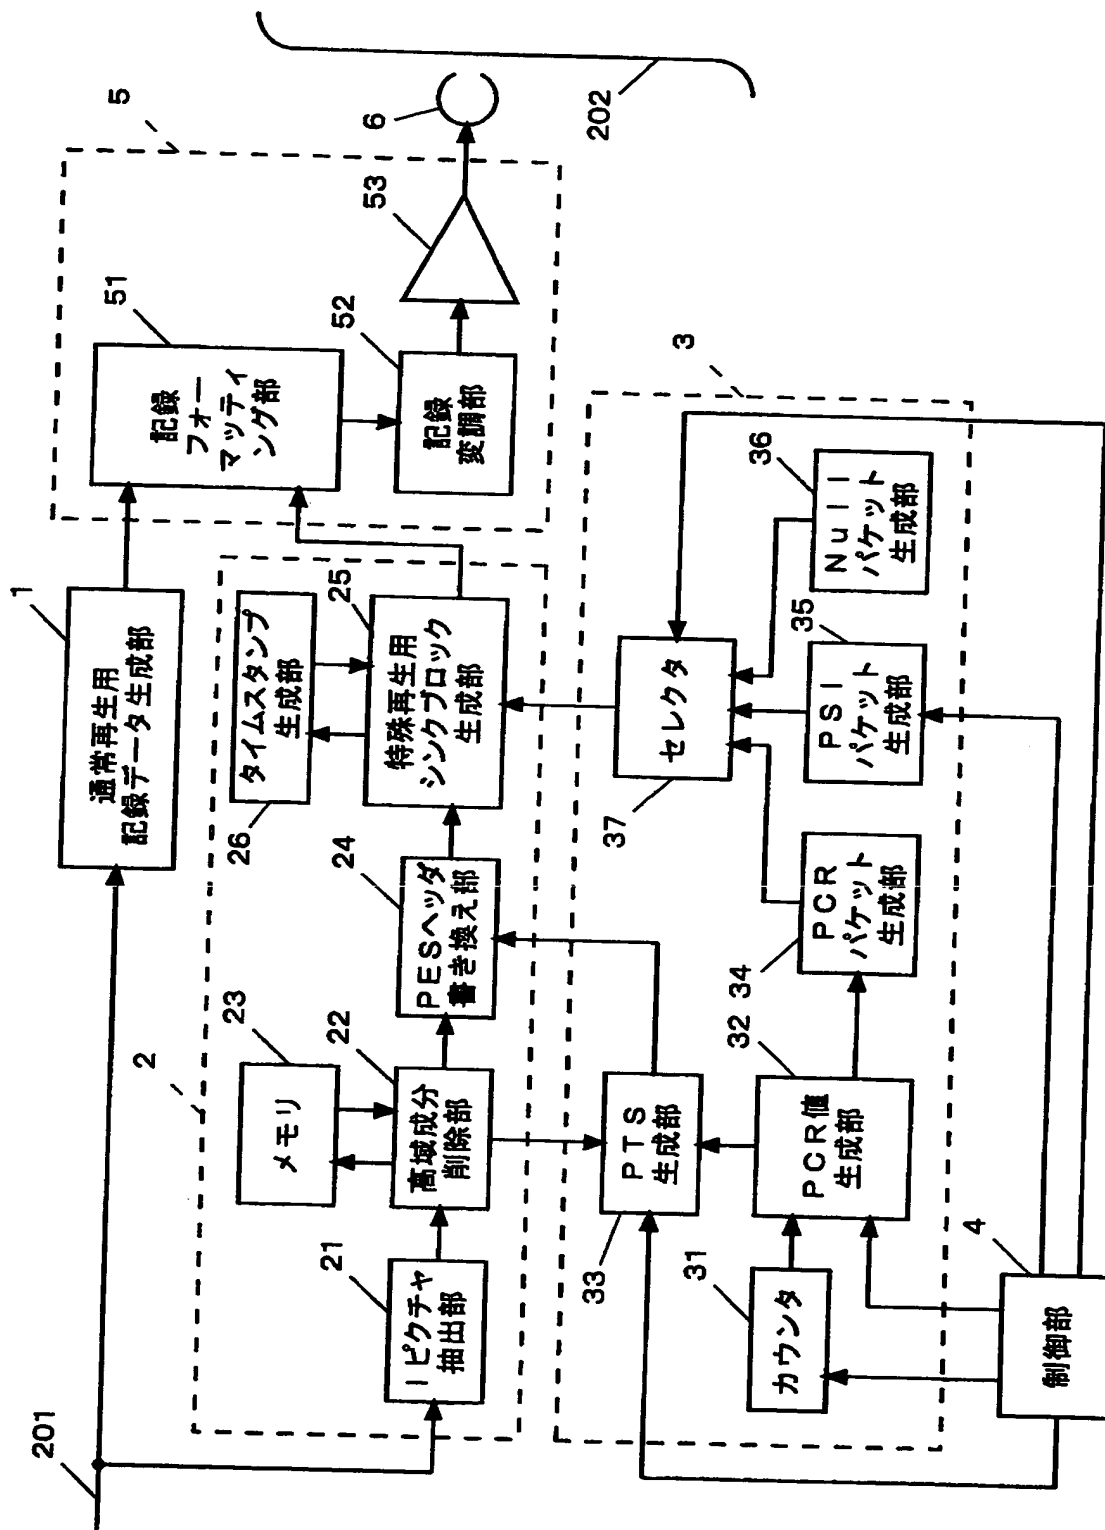 201
1
通常再生用
記録データ生成部
5
51
記録
フォー
マッティ
ング部
52
記録
変調部
53
6
202
2
21
Iピクチャ
抽出部
22
高域成分
削除部
23
メモリ
24
PESヘッダ
書き換え部
25
特殊再生用
シンクブロック
生成部
26
タイムスタンプ
生成部
3
31
カウンタ
32
PCR値
生成部
33
PTS
生成部
34
PCR
パケット
生成部
35
PSI
パケット
生成部
36
Null
パケット
生成部
37
セレクタ
4
制御部